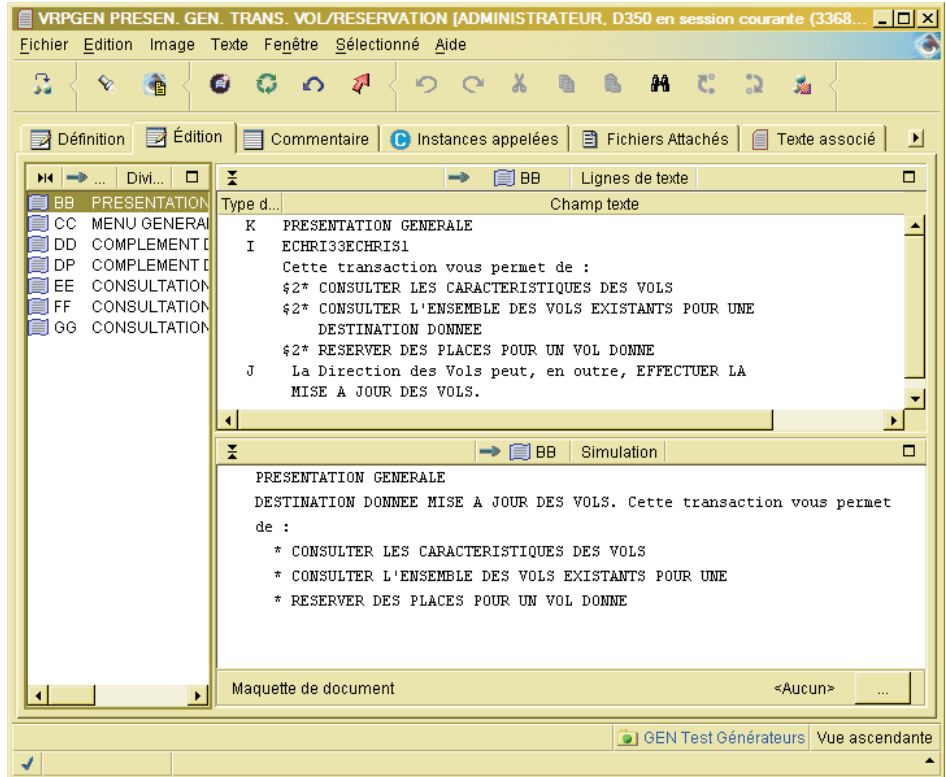 VRPGEN PRESEN. GEN. TRANS. VOL/RESERVATION [ADMINISTRATEUR, D350 en session courante (3368...
Fichier Edition Image Texte Fenêtre Sélectionné Aide
Définition Édition Commentaire Instances appelées Fichiers Attachés Texte associé
... Divi...
BB PRESENTATION
CC MENU GENERAL
DD COMPLEMENT D
DP COMPLEMENT D
EE CONSULTATION
FF CONSULTATION
GG CONSULTATION
BB Lignes de texte
Type d... Champ texte
K PRESENTATION GENERALE
I ECHRI33ECHRIS1
Cette transaction vous permet de :
$2* CONSULTER LES CARACTERISTIQUES DES VOLS
$2* CONSULTER L'ENSEMBLE DES VOLS EXISTANTS POUR UNE
DESTINATION DONNEE
$2* RESERVER DES PLACES POUR UN VOL DONNE
J La Direction des Vols peut, en outre, EFFECTUER LA
MISE A JOUR DES VOLS.
BB Simulation
PRESENTATION GENERALE
DESTINATION DONNEE MISE A JOUR DES VOLS. Cette transaction vous permet
de :
* CONSULTER LES CARACTERISTIQUES DES VOLS
* CONSULTER L'ENSEMBLE DES VOLS EXISTANTS POUR UNE
* RESERVER DES PLACES POUR UN VOL DONNE
Maquette de document <Aucun> ...
GEN Test Générateurs Vue ascendante